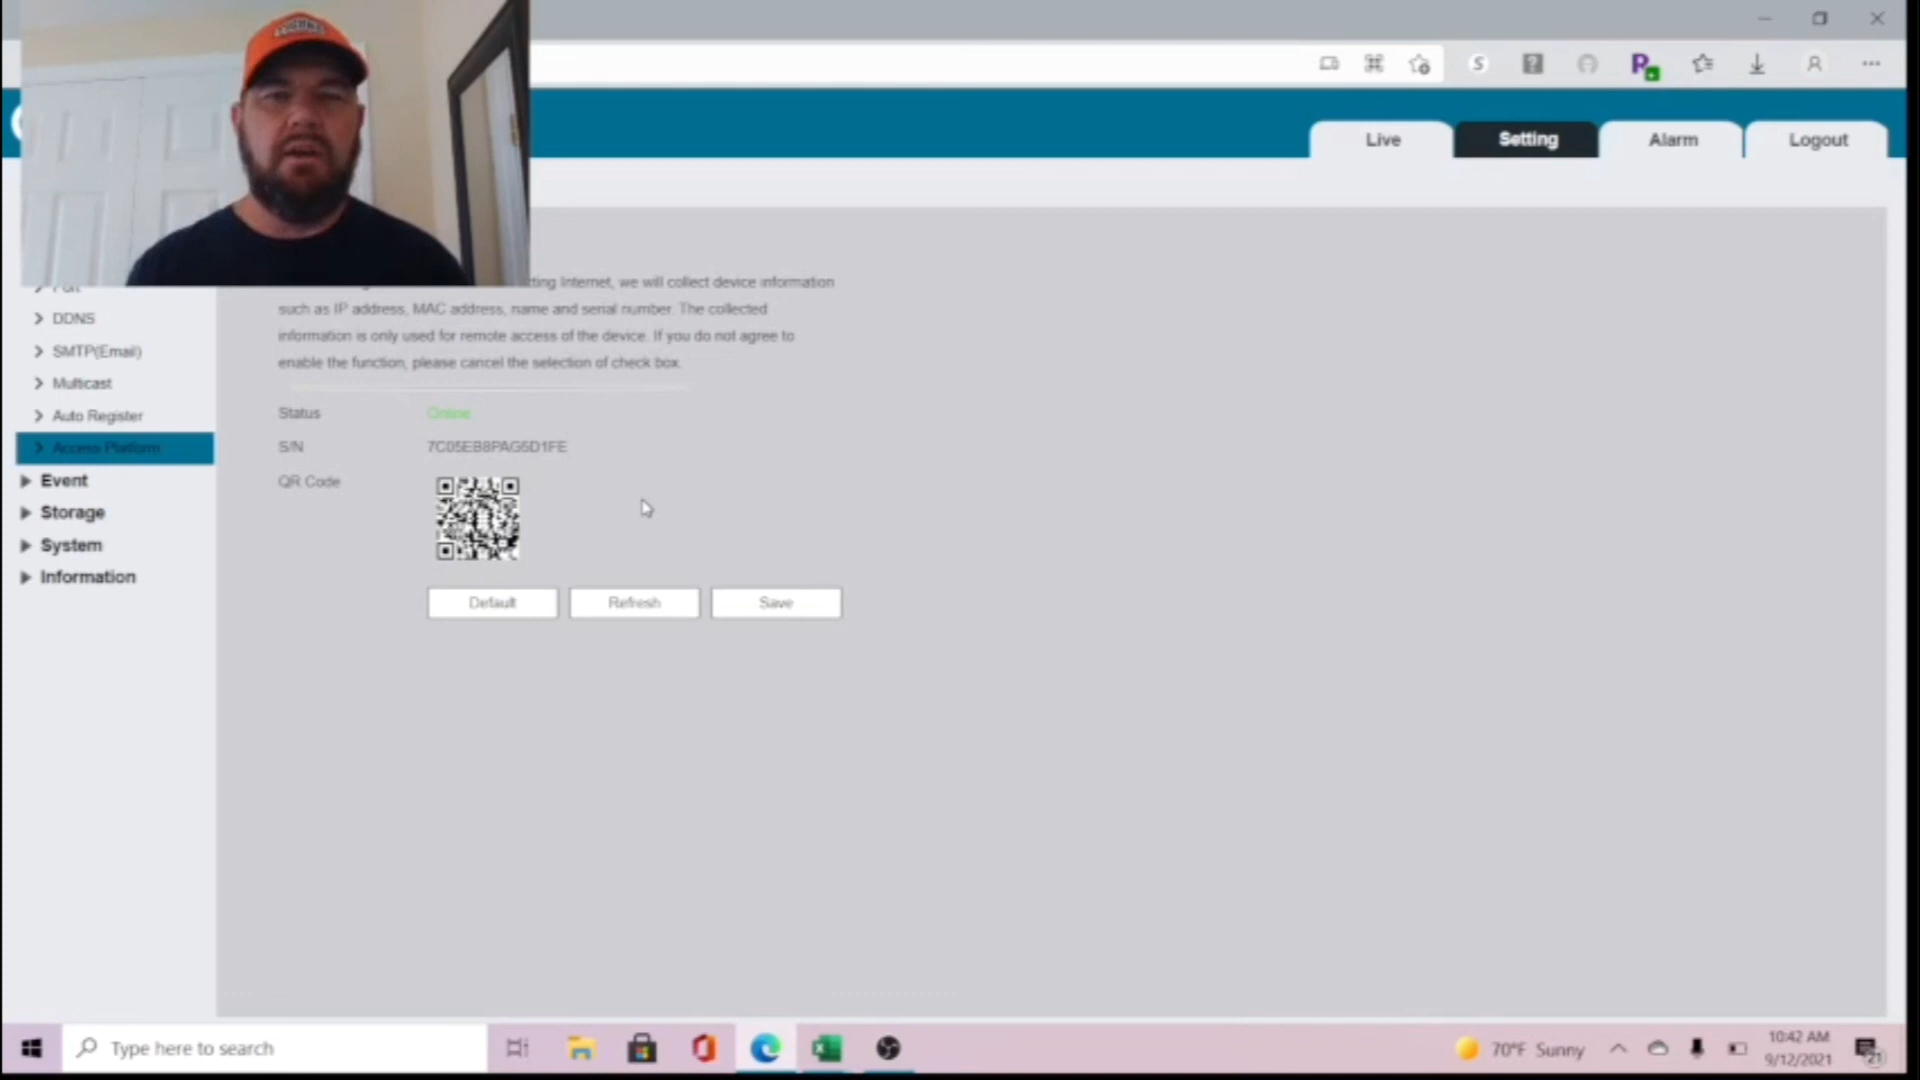 S
P
Live
Setting
Alarm
Logout
ting Internet, we will collect device information
such as IP address, MAC address, name and serial number. The collected
information is only used for remote access of the device. If you do not agree to
enable the function, please cancel the selection of check box.
DDNS
SMTP(Email)
Multicast
Auto Register
Access Platform
Event
Storage
System
Information
Status
Online
S/N
7C05EB8PAG5D1FE
QR Code
Default
Refresh
Save
Type here to search
70°F Sunny
10:42 AM
9/12/2021
21